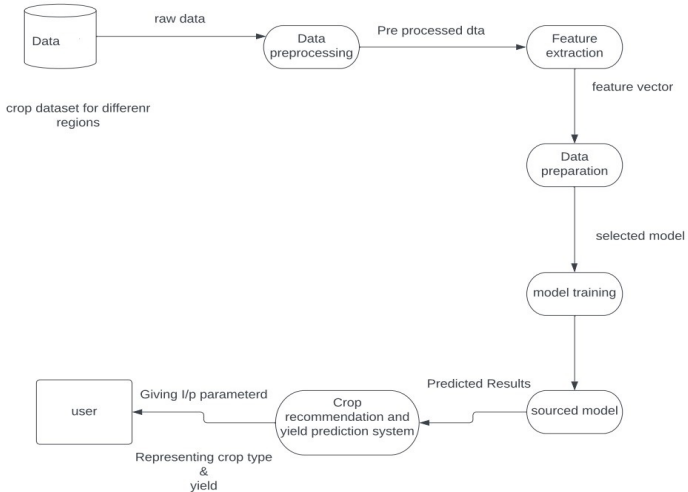 raw data
Data
Data
preprocessing
Pre processed dta
Feature
extraction
crop dataset for differenr
regions
feature vector
Data
preparation
selected model
model training
Predicted Results
sourced model
Giving I/p parameterd
user
Crop
recommendation and
yield prediction system
Representing crop type
&
yield